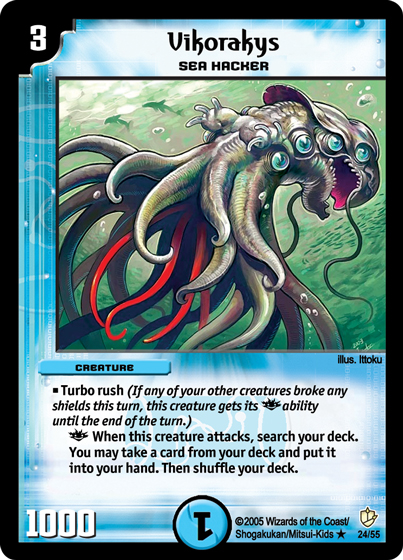 3
Vikorakys
SEA HACKER
illus. Ittoku
CREATURE
▪ Turbo rush (If any of your other creatures broke any
shields this turn, this creature gets its ability
until the end of the turn.)
When this creature attacks, search your deck.
You may take a card from your deck and put it
into your hand. Then shuffle your deck.
1000
©2005 Wizards of the Coast/
Shogakukan/Mitsui-Kids ★ 24/55